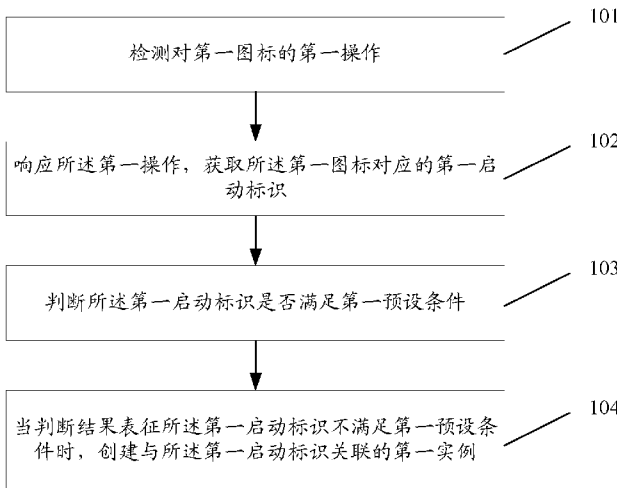 101
检测对第一图标的第一操作
102
响应所述第一操作，获取所述第一图标对应的第一启
动标识
103
判断所述第一启动标识是否满足第一预设条件
104
当判断结果表征所述第一启动标识不满足第一预设条
件时，创建与所述第一启动标识关联的第一实例